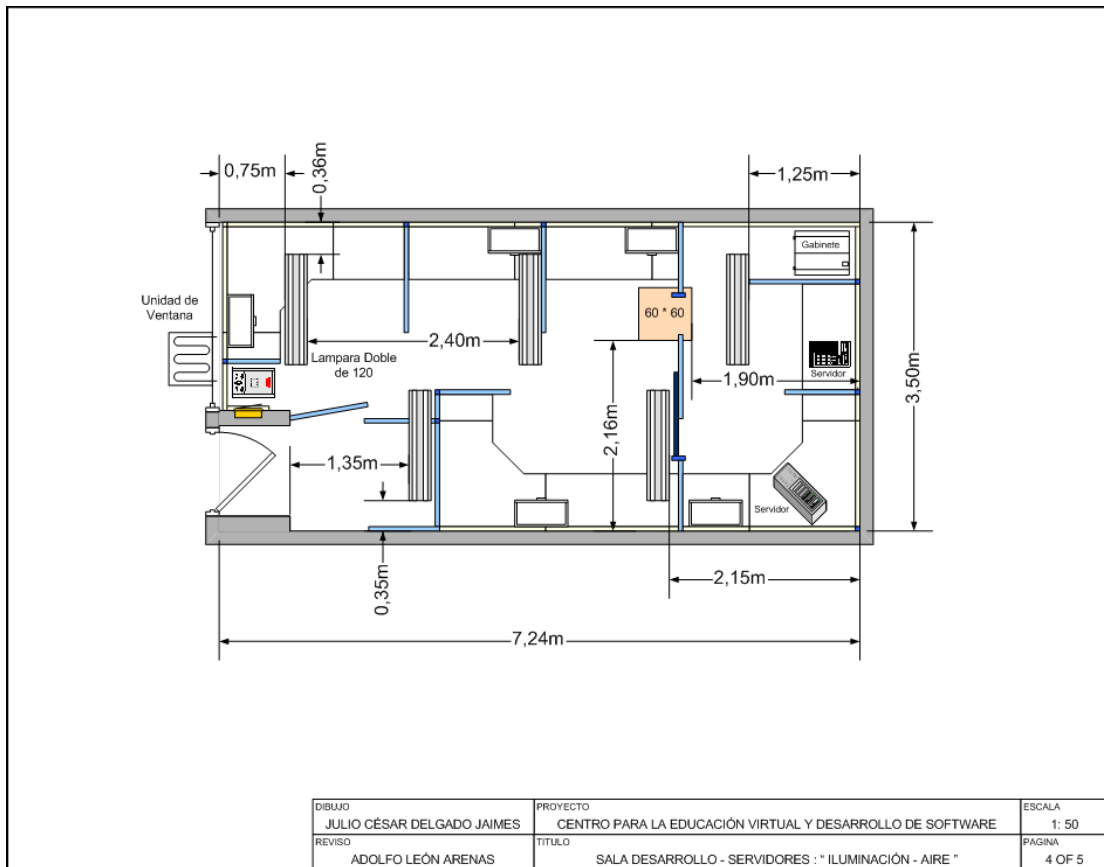 0,75m
0,36m
1,25m
Gabinete
Unidad de
Ventana
60 * 60
2,40m
Lampara Doble
de 120
Servidor
1,90m
3,50m
2,16m
1,35m
Servidor
0,35m
2,15m
7,24m
DIBUJO
JULIO CÉSAR DELGADO JAIMES
PROYECTO
CENTRO PARA LA EDUCACIÓN VIRTUAL Y DESARROLLO DE SOFTWARE
ESCALA
1: 50
REVISO
ADOLFO LEÓN ARENAS
TITULO
SALA DESARROLLO - SERVIDORES : " ILUMINACIÓN - AIRE "
PAGINA
4 OF 5